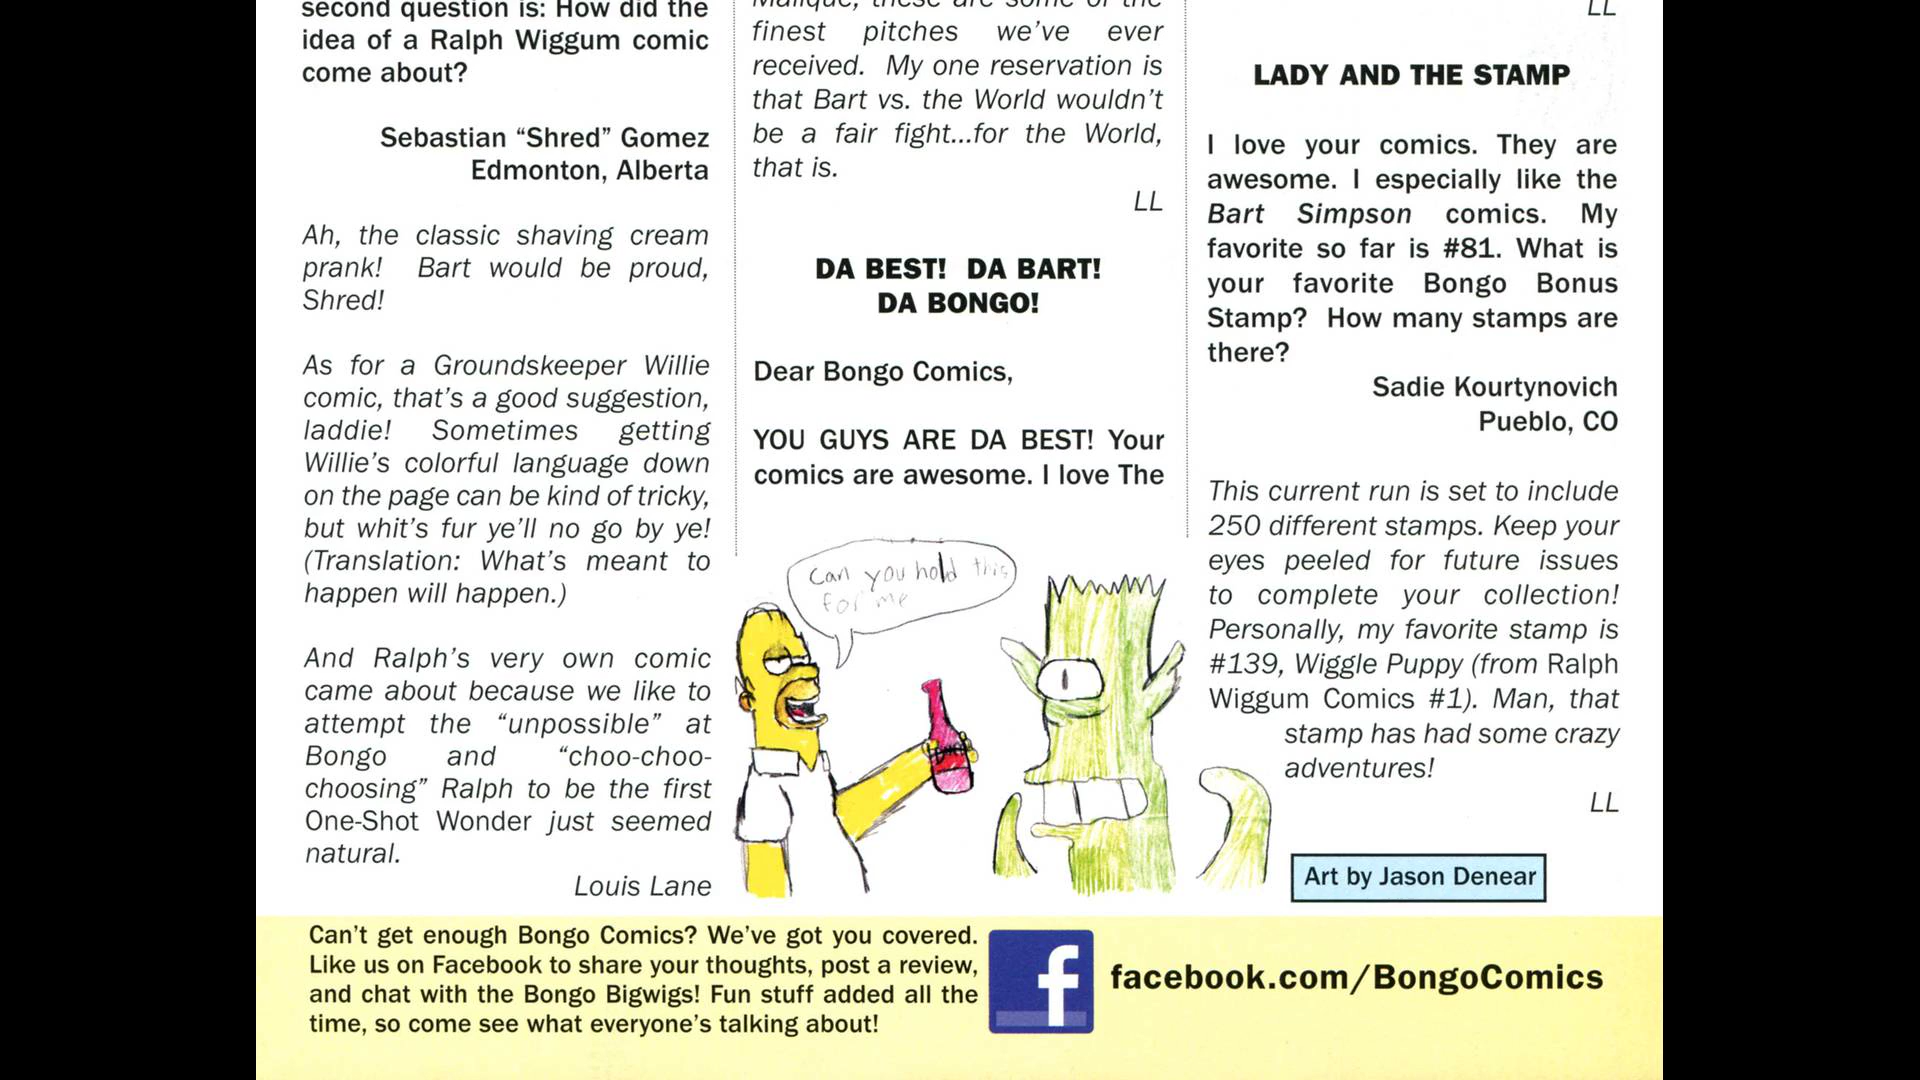 second question is: How did the
idea of a Ralph Wiggum comic
come about?
Sebastian “Shred” Gomez
Edmonton, Alberta
Ah, the classic shaving cream
prank! Bart would be proud,
Shred!
As for a Groundskeeper Willie
comic, that’s a good suggestion,
laddie! Sometimes getting
Willie’s colorful language down
on the page can be kind of tricky,
but whit’s fur ye’ll no go by ye!
(Translation: What’s meant to
happen will happen.)
And Ralph’s very own comic
came about because we like to
attempt the “unpossible” at
Bongo and “choo-choo-
choosing” Ralph to be the first
One-Shot Wonder just seemed
natural.
Louis Lane
Malique, these are some of the
finest pitches we’ve ever
received. My one reservation is
that Bart vs. the World wouldn’t
be a fair fight...for the World,
that is.
LL
DA BEST! DA BART!
DA BONGO!
Dear Bongo Comics,
YOU GUYS ARE DA BEST! Your
comics are awesome. I love The
Can you hold this
for me
LL
LADY AND THE STAMP
I love your comics. They are
awesome. I especially like the
Bart Simpson comics. My
favorite so far is #81. What is
your favorite Bongo Bonus
Stamp? How many stamps are
there?
Sadie Kourtynovich
Pueblo, CO
This current run is set to include
250 different stamps. Keep your
eyes peeled for future issues
to complete your collection!
Personally, my favorite stamp is
#139, Wiggle Puppy (from Ralph
Wiggum Comics #1). Man, that
stamp has had some crazy
adventures!
LL
Art by Jason Denear
Can’t get enough Bongo Comics? We’ve got you covered.
Like us on Facebook to share your thoughts, post a review,
and chat with the Bongo Bigwigs! Fun stuff added all the
time, so come see what everyone’s talking about!
f
facebook.com/BongoComics